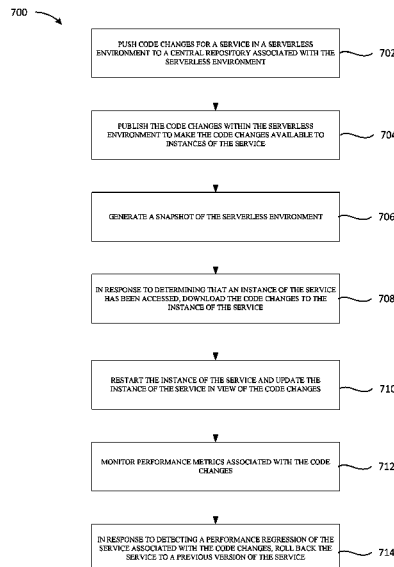 700
PUSH CODE CHANGES FOR A SERVICE IN A SERVERLESS
ENVIRONMENT TO A CENTRAL REPOSITORY ASSOCIATED WITH THE
SERVERLESS ENVIRONMENT
702
PUBLISH THE CODE CHANGES WITHIN THE SERVERLESS
ENVIRONMENT TO MAKE THE CODE CHANGES AVAILABLE TO
INSTANCES OF THE SERVICE
704
GENERATE A SNAPSHOT OF THE SERVERLESS ENVIRONMENT
706
IN RESPONSE TO DETERMINING THAT AN INSTANCE OF THE SERVICE
HAS BEEN ACCESSED, DOWNLOAD THE CODE CHANGES TO THE
INSTANCE OF THE SERVICE
708
RESTART THE INSTANCE OF THE SERVICE AND UPDATE THE
INSTANCE OF THE SERVICE IN VIEW OF THE CODE CHANGES
710
MONITOR PERFORMANCE METRICS ASSOCIATED WITH THE CODE
CHANGES
712
IN RESPONSE TO DETECTING A PERFORMANCE REGRESSION OF THE
SERVICE ASSOCIATED WITH THE CODE CHANGES, ROLL BACK THE
SERVICE TO A PREVIOUS VERSION OF THE SERVICE
714